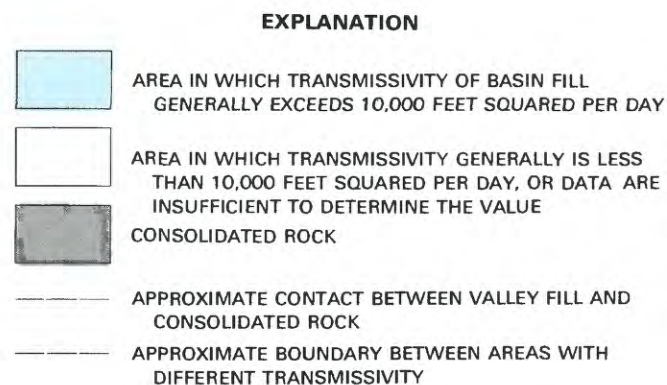 EXPLANATION
AREA IN WHICH TRANSMISSIVITY OF BASIN FILL
GENERALLY EXCEEDS 10,000 FEET SQUARED PER DAY
AREA IN WHICH TRANSMISSIVITY GENERALLY IS LESS
THAN 10,000 FEET SQUARED PER DAY, OR DATA ARE
INSUFFICIENT TO DETERMINE THE VALUE
CONSOLIDATED ROCK
APPROXIMATE CONTACT BETWEEN VALLEY FILL AND
CONSOLIDATED ROCK
APPROXIMATE BOUNDARY BETWEEN AREAS WITH
DIFFERENT TRANSMISSIVITY